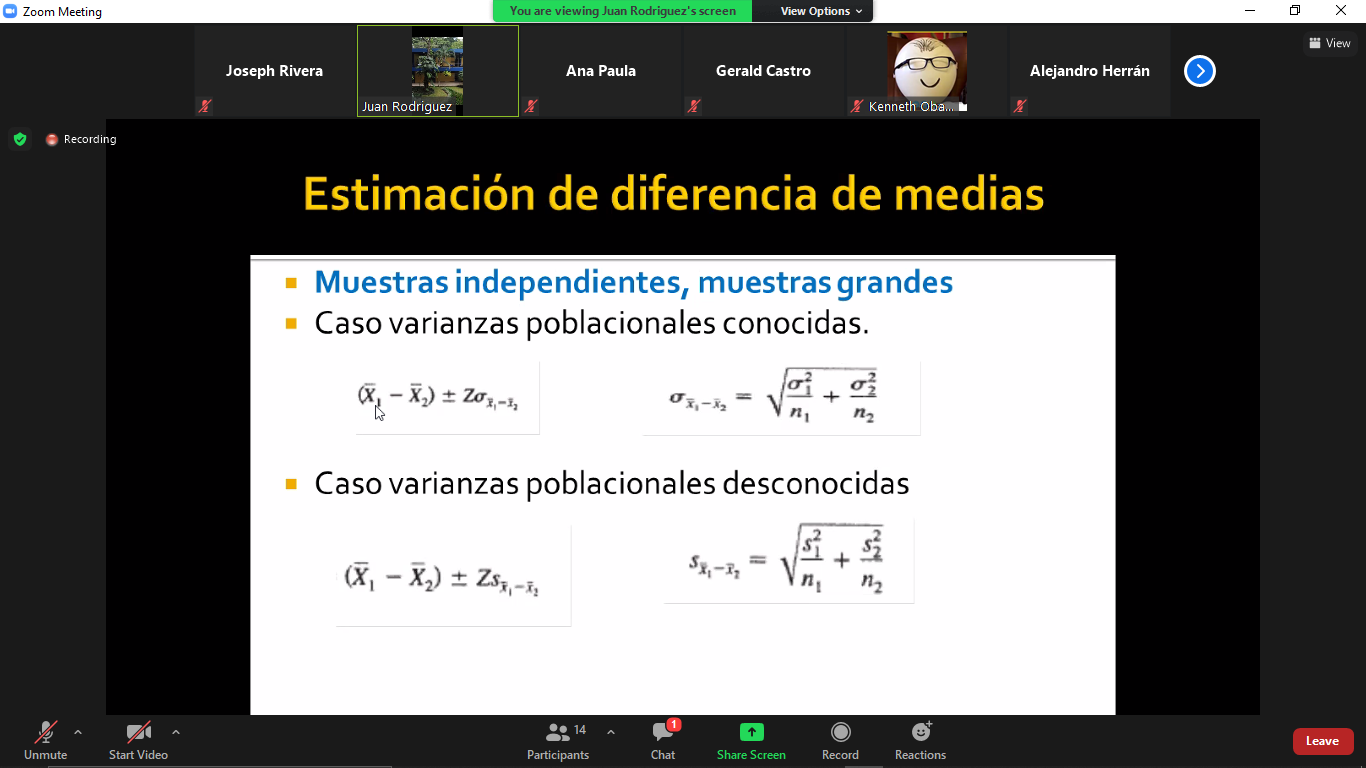 Zoom Meeting
You are viewing Juan Rodriguez's screen
View Options
Joseph Rivera
Juan Rodriguez
Ana Paula
Gerald Castro
Kenneth Oba...
Alejandro Herrán
View
Recording
Estimación de diferencia de medias
Muestras independientes, muestras grandes
Caso varianzas poblacionales conocidas.
(X̄₁ − X̄₂) ± Zσ_{x̄₁−x̄₂}
σ_{x̄₁−x̄₂} = √(σ₁²/n₁ + σ₂²/n₂)
Caso varianzas poblacionales desconocidas
(X̄₁ − X̄₂) ± Zs_{x̄₁−x̄₂}
s_{x̄₁−x̄₂} = √(s₁²/n₁ + s₂²/n₂)
Unmute
Start Video
Participants
14
Chat
1
Share Screen
Record
Reactions
Leave